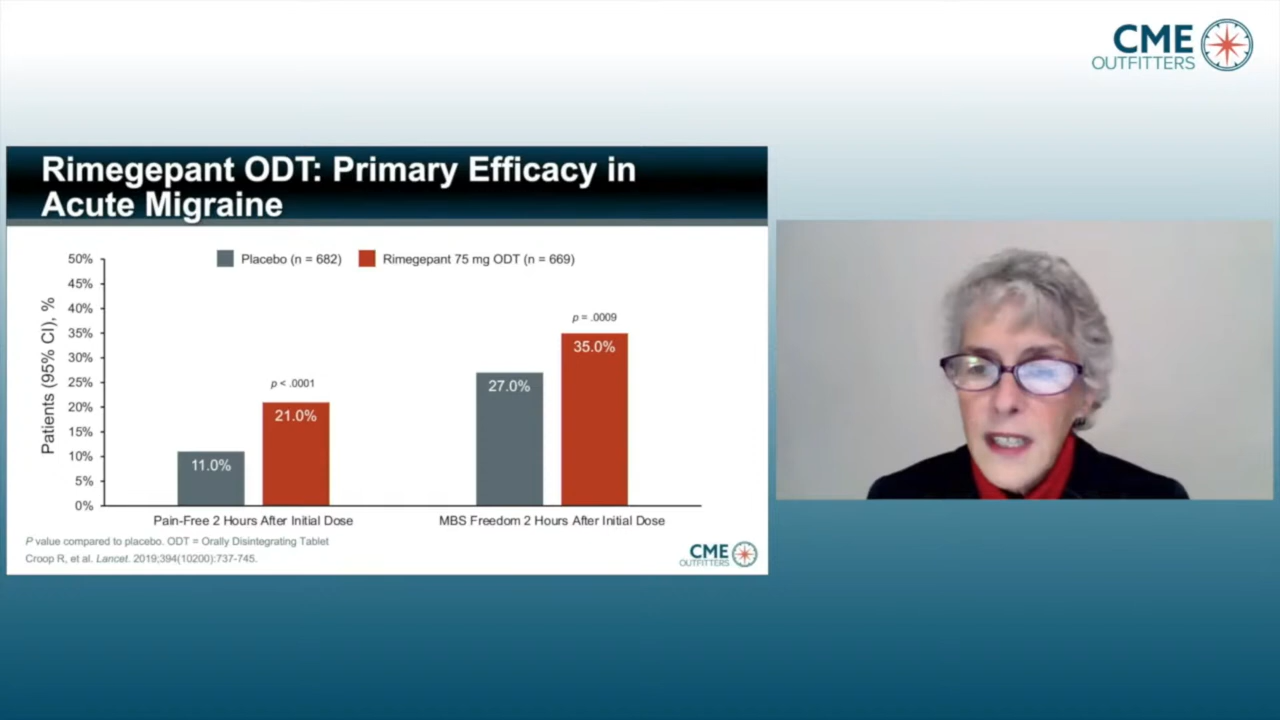 CME
OUTFITTERS
Rimegepant ODT: Primary Efficacy in
Acute Migraine
Placebo (n = 682)
Rimegepant 75 mg ODT (n = 669)
Patients (95% CI), %
50%
45%
40%
35%
30%
25%
20%
15%
10%
5%
0%
11.0%
p < .0001
21.0%
27.0%
p = .0009
35.0%
Pain-Free 2 Hours After Initial Dose
MBS Freedom 2 Hours After Initial Dose
P value compared to placebo. ODT = Orally Disintegrating Tablet
Croop R, et al. Lancet. 2019;394(10200):737-745.
CME
OUTFITTERS